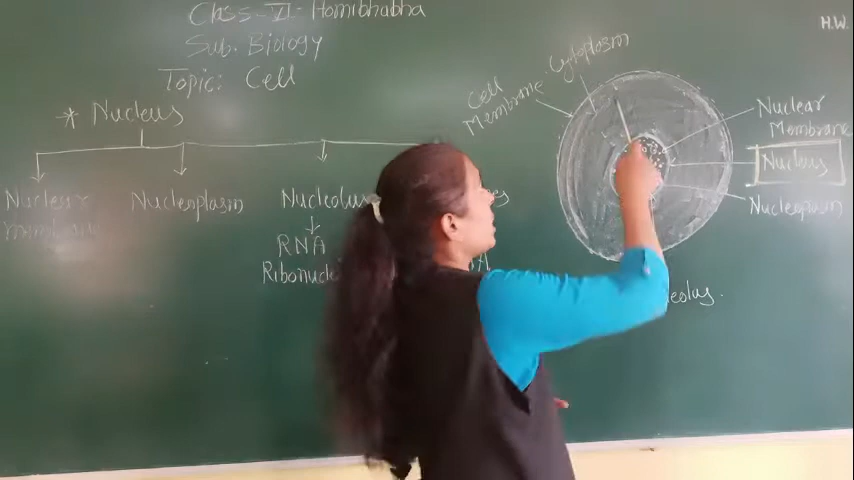 Class-VI- Homibhabha
H.W.
Sub. Biology
Topic: Cell
* Nucleus
Nuclear
membrane
Nucleoplasm
Nucleolus
RNA
Cell
Membrane
Cytoplasm
Nuclear
Membrane
Nucleus
Nucleoplasm